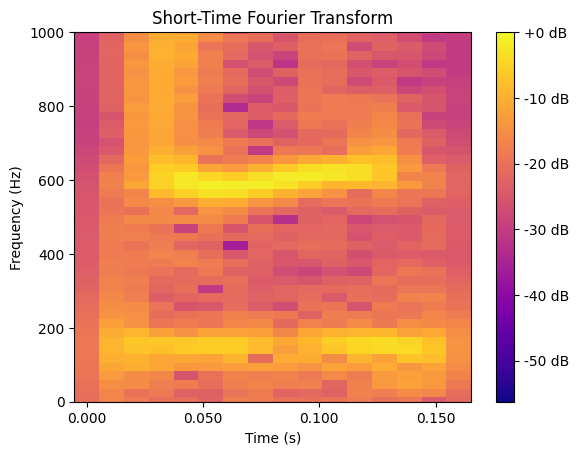 Short-Time Fourier Transform
1000
800
600
400
200
0
Frequency (Hz)
0.000
0.050
0.100
0.150
Time (s)
+0 dB
-10 dB
-20 dB
-30 dB
-40 dB
-50 dB